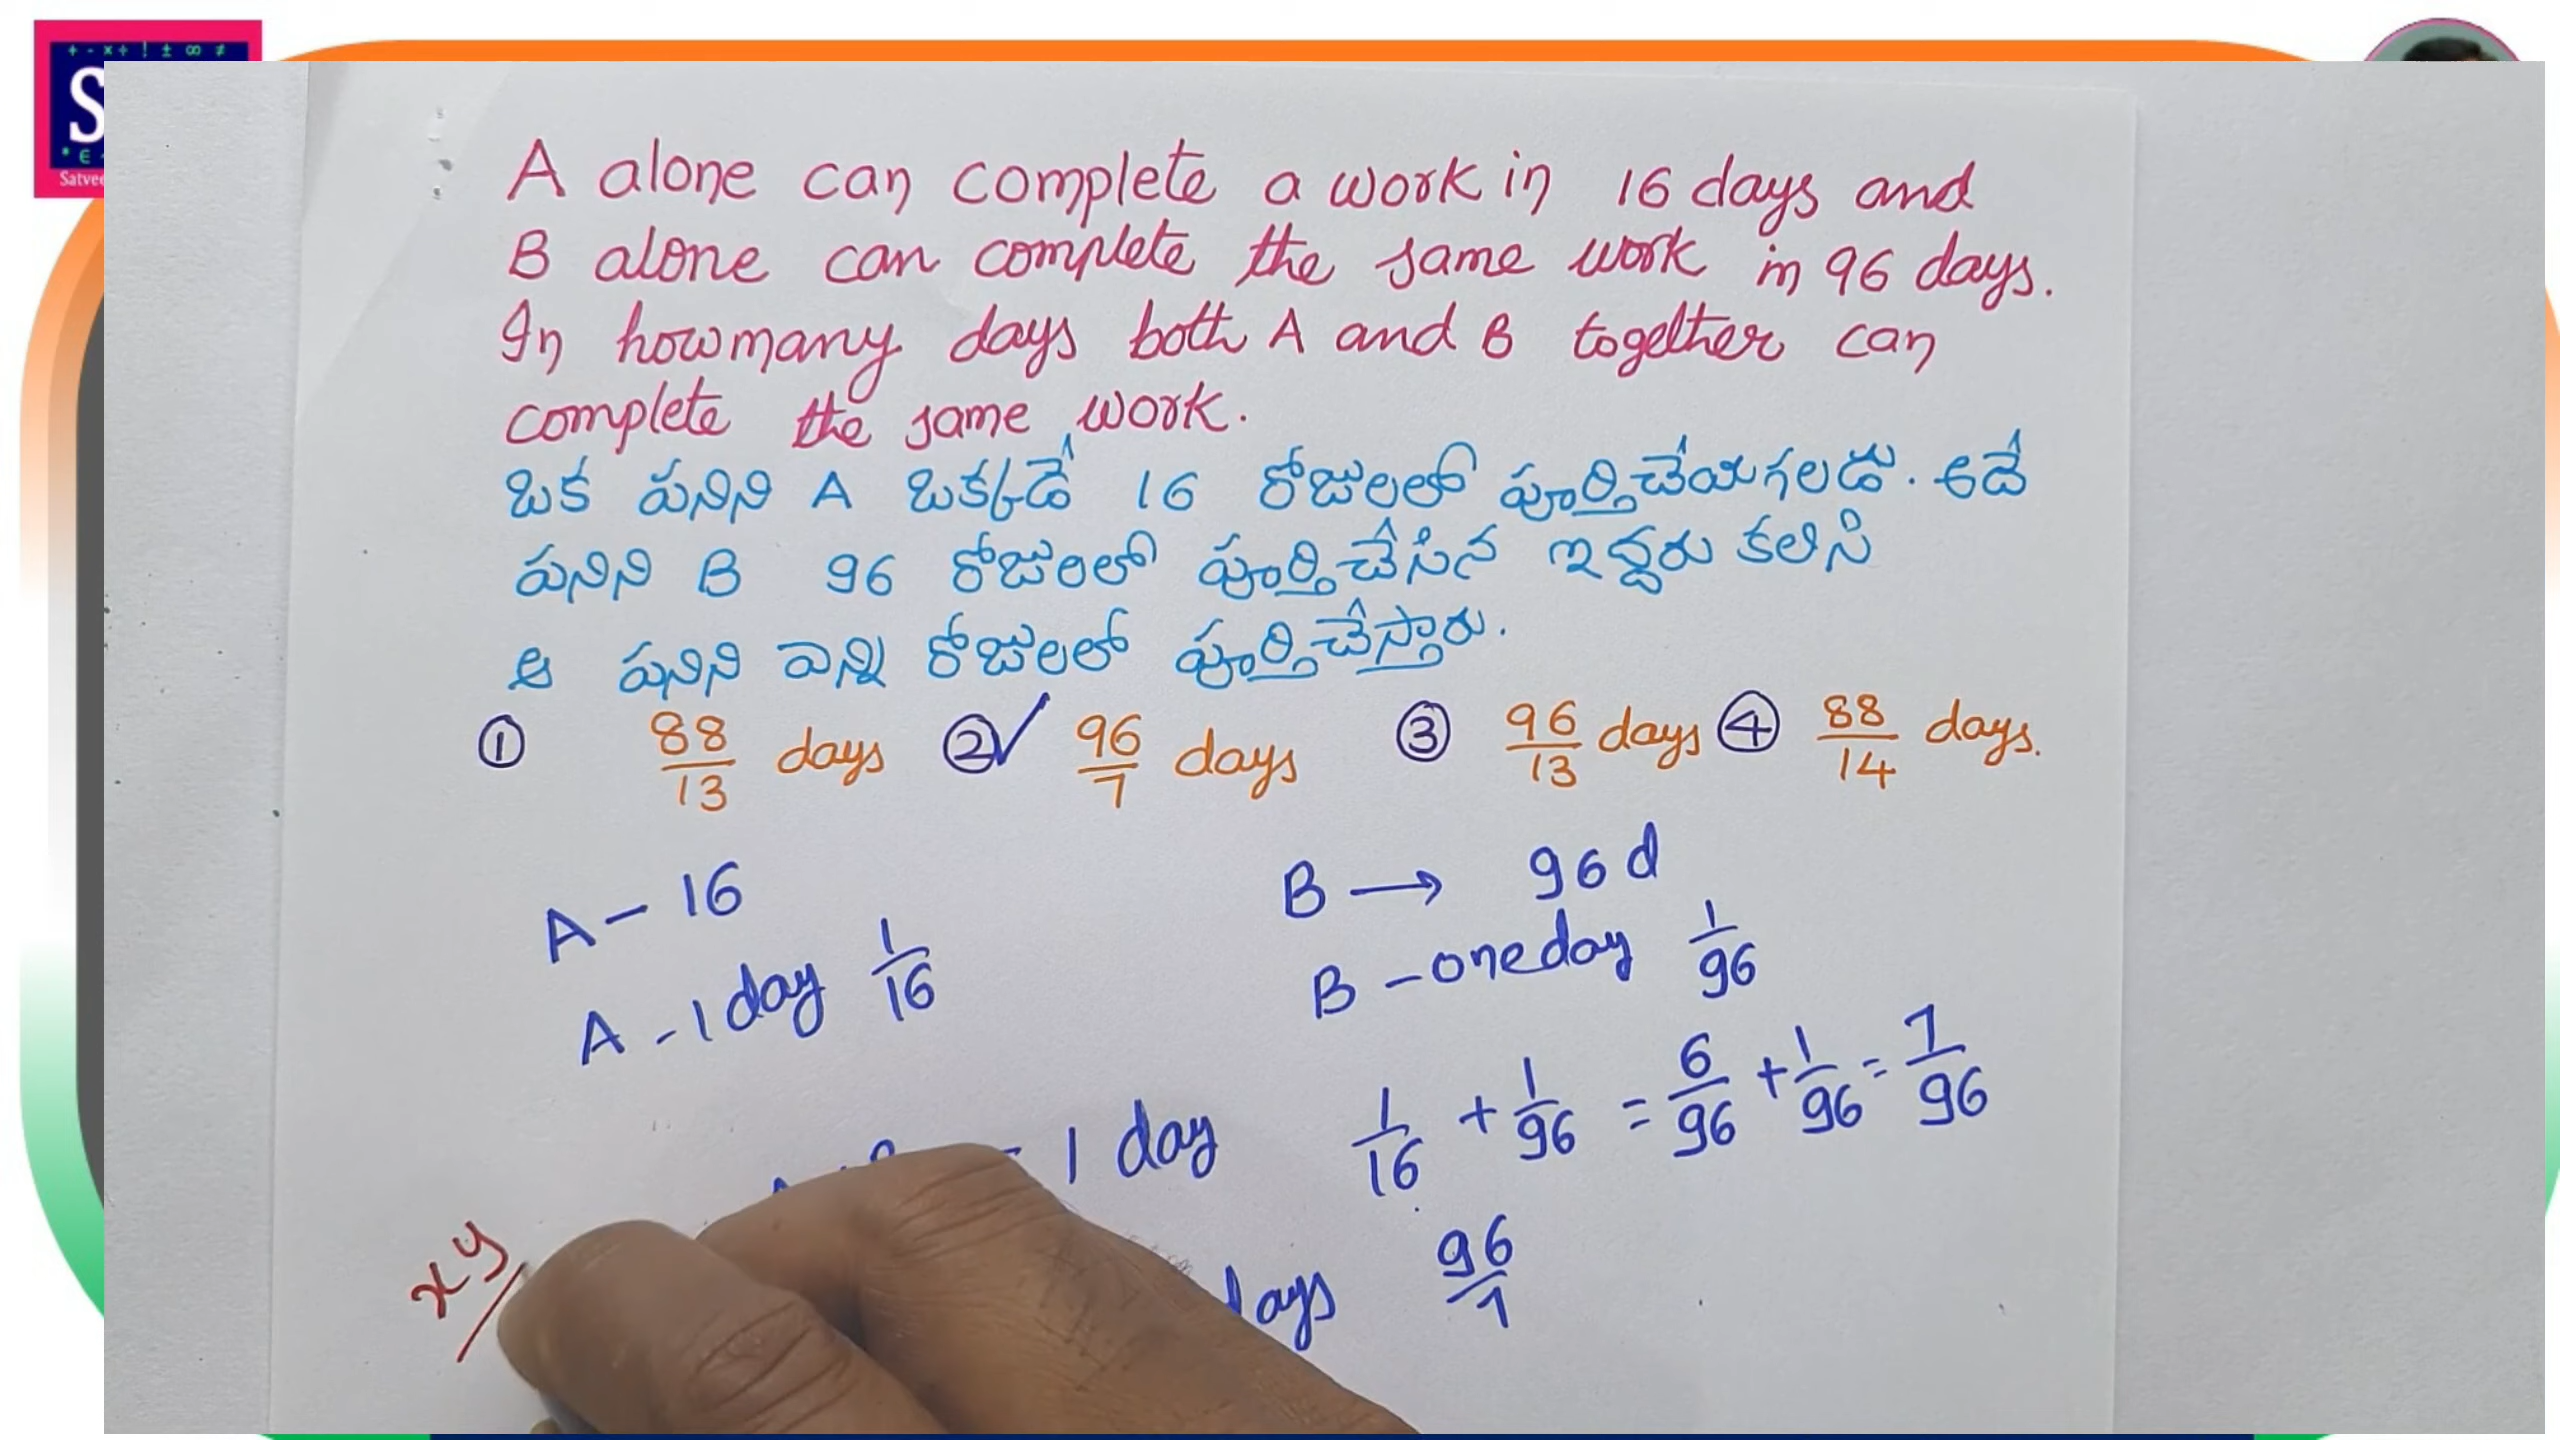 + - × ÷ ! ± ∞ ≠
S
Satvee
A alone can complete a work in 16 days and
B alone can complete the same work in 96 days.
In howmany days both A and B together can
complete the same work.
ఒక పనిని A ఒక్కడే 16 రోజులలో పూర్తిచేయగలడు. అదే
పనిని B 96 రోజులలో పూర్తిచేసిన ఇద్దరు కలిసి
ఆ పనిని ఎన్ని రోజులలో పూర్తిచేస్తారు.
① 88/13 days ②✓ 96/7 days ③ 96/13 days ④ 88/14 days.
A – 16 B → 96 d
A – 1 day 1/16 B – one day 1/96
1 day 1/16 + 1/96 = 6/96 + 1/96 = 7/96
xy/ days 96/7